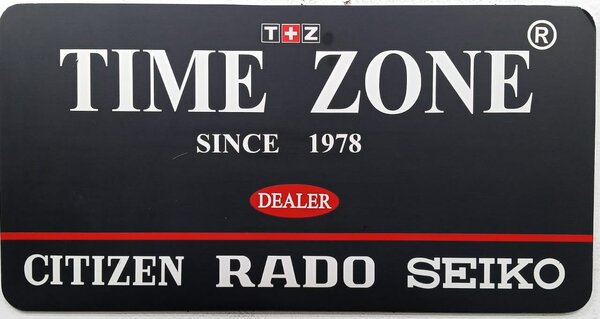 T+Z
TIME ZONE ®
SINCE 1978
DEALER
CITIZEN RADO SEIKO